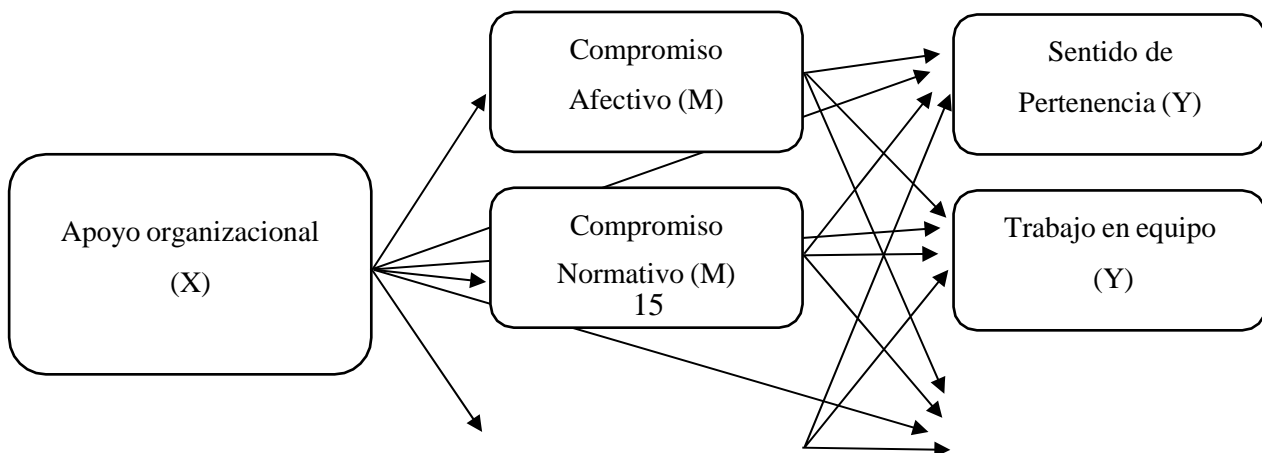 Compromiso
Afectivo (M)
Sentido de
Pertenencia (Y)
Apoyo organizacional
(X)
Compromiso
Normativo (M)
15
Trabajo en equipo
(Y)